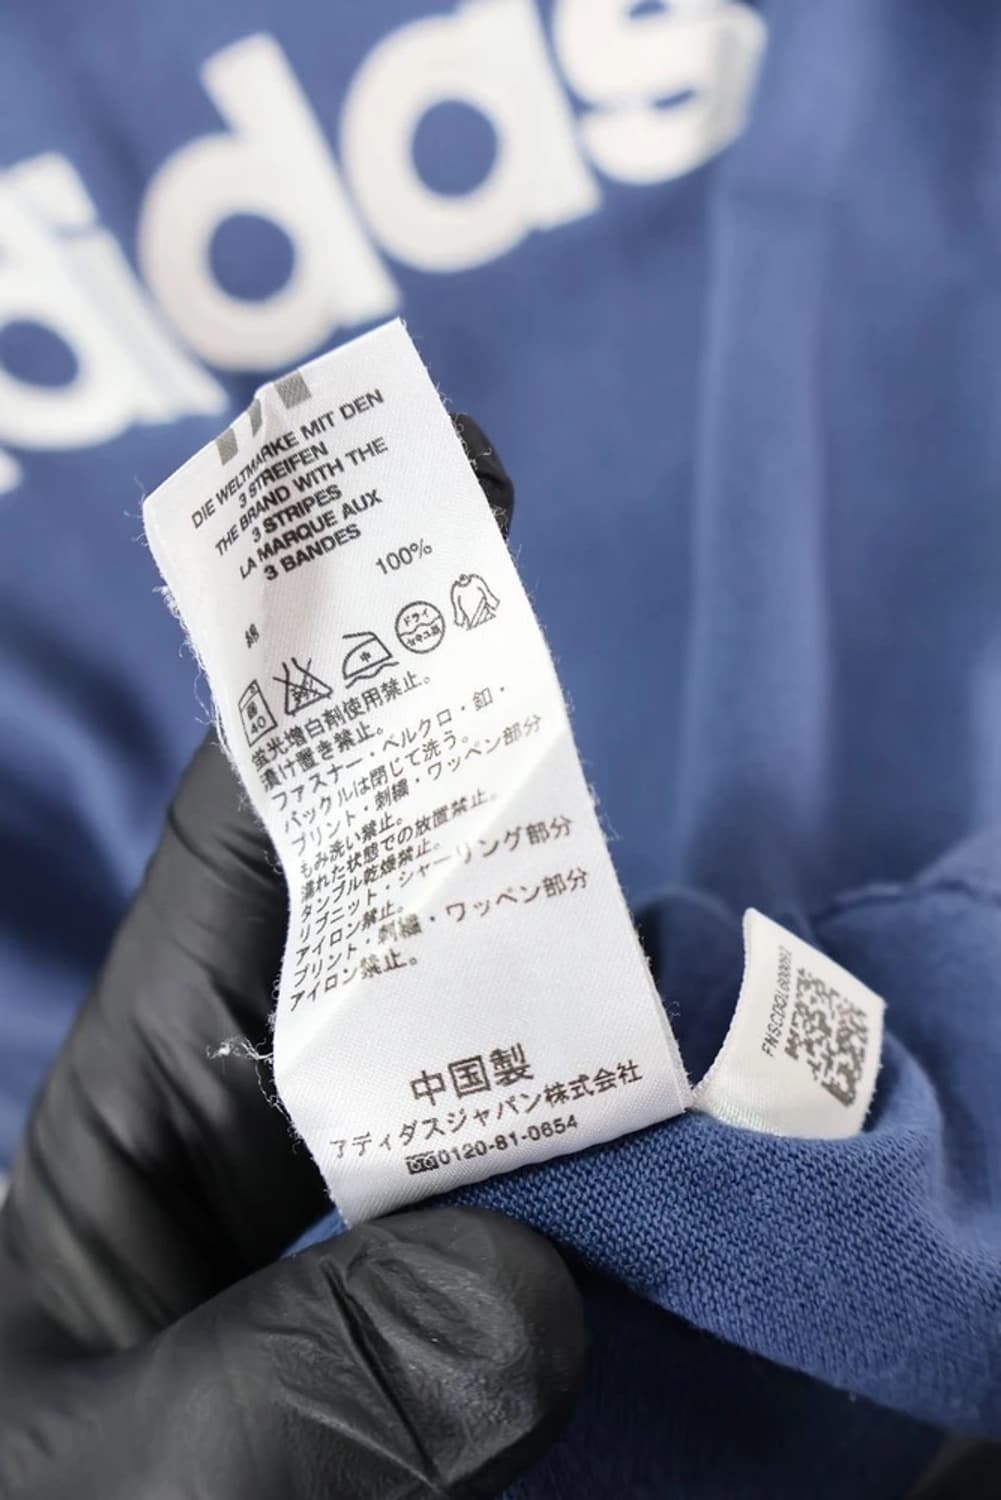 adidas
DIE WELTMARKE MIT DEN
3 STREIFEN
THE BRAND WITH THE
3 STRIPES
LA MARQUE AUX
3 BANDES
綿 100%
40 中 ドライ
蛍光増白剤使用禁止。
漬け置き禁止。
ファスナー・ベルクロ・釦・
バックルは閉じて洗う。
プリント・刺繍・ワッペン部分
もみ洗い禁止。
濡れた状態での放置禁止。
タンブル乾燥禁止。
リブニット・シャーリング部分
アイロン禁止。
プリント・刺繍・ワッペン部分
アイロン禁止。
中国製
アディダスジャパン株式会社
0120-81-0654